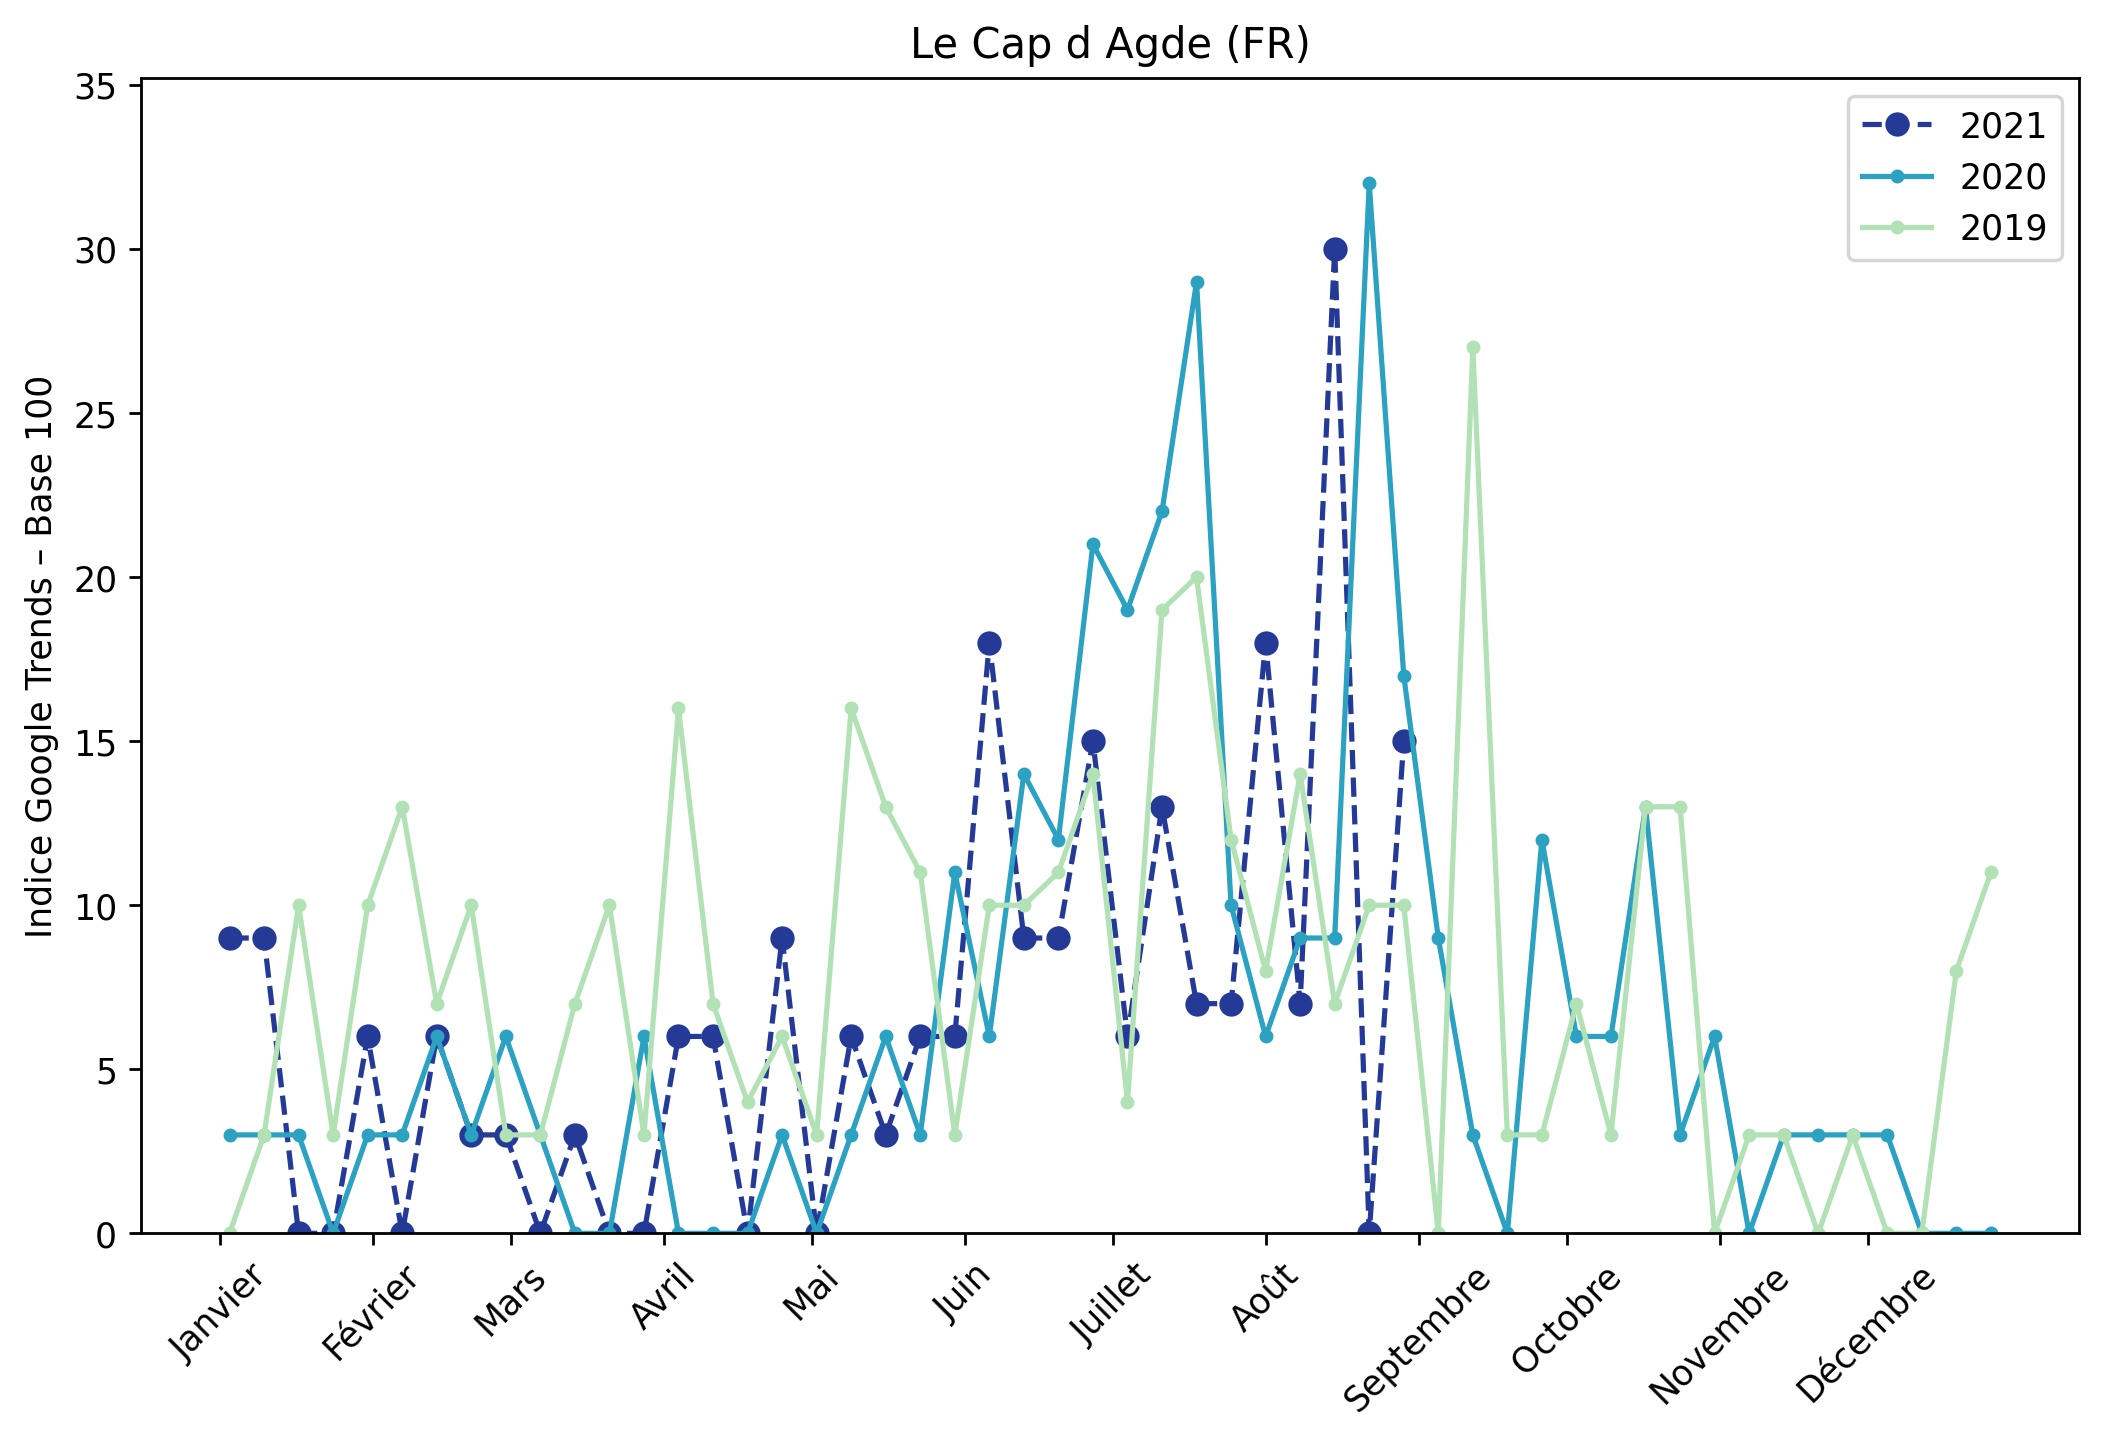 Le Cap d Agde (FR)
Indice Google Trends – Base 100
35
30
25
20
15
10
5
0
2021
2020
2019
Janvier
Février
Mars
Avril
Mai
Juin
Juillet
Août
Septembre
Octobre
Novembre
Décembre